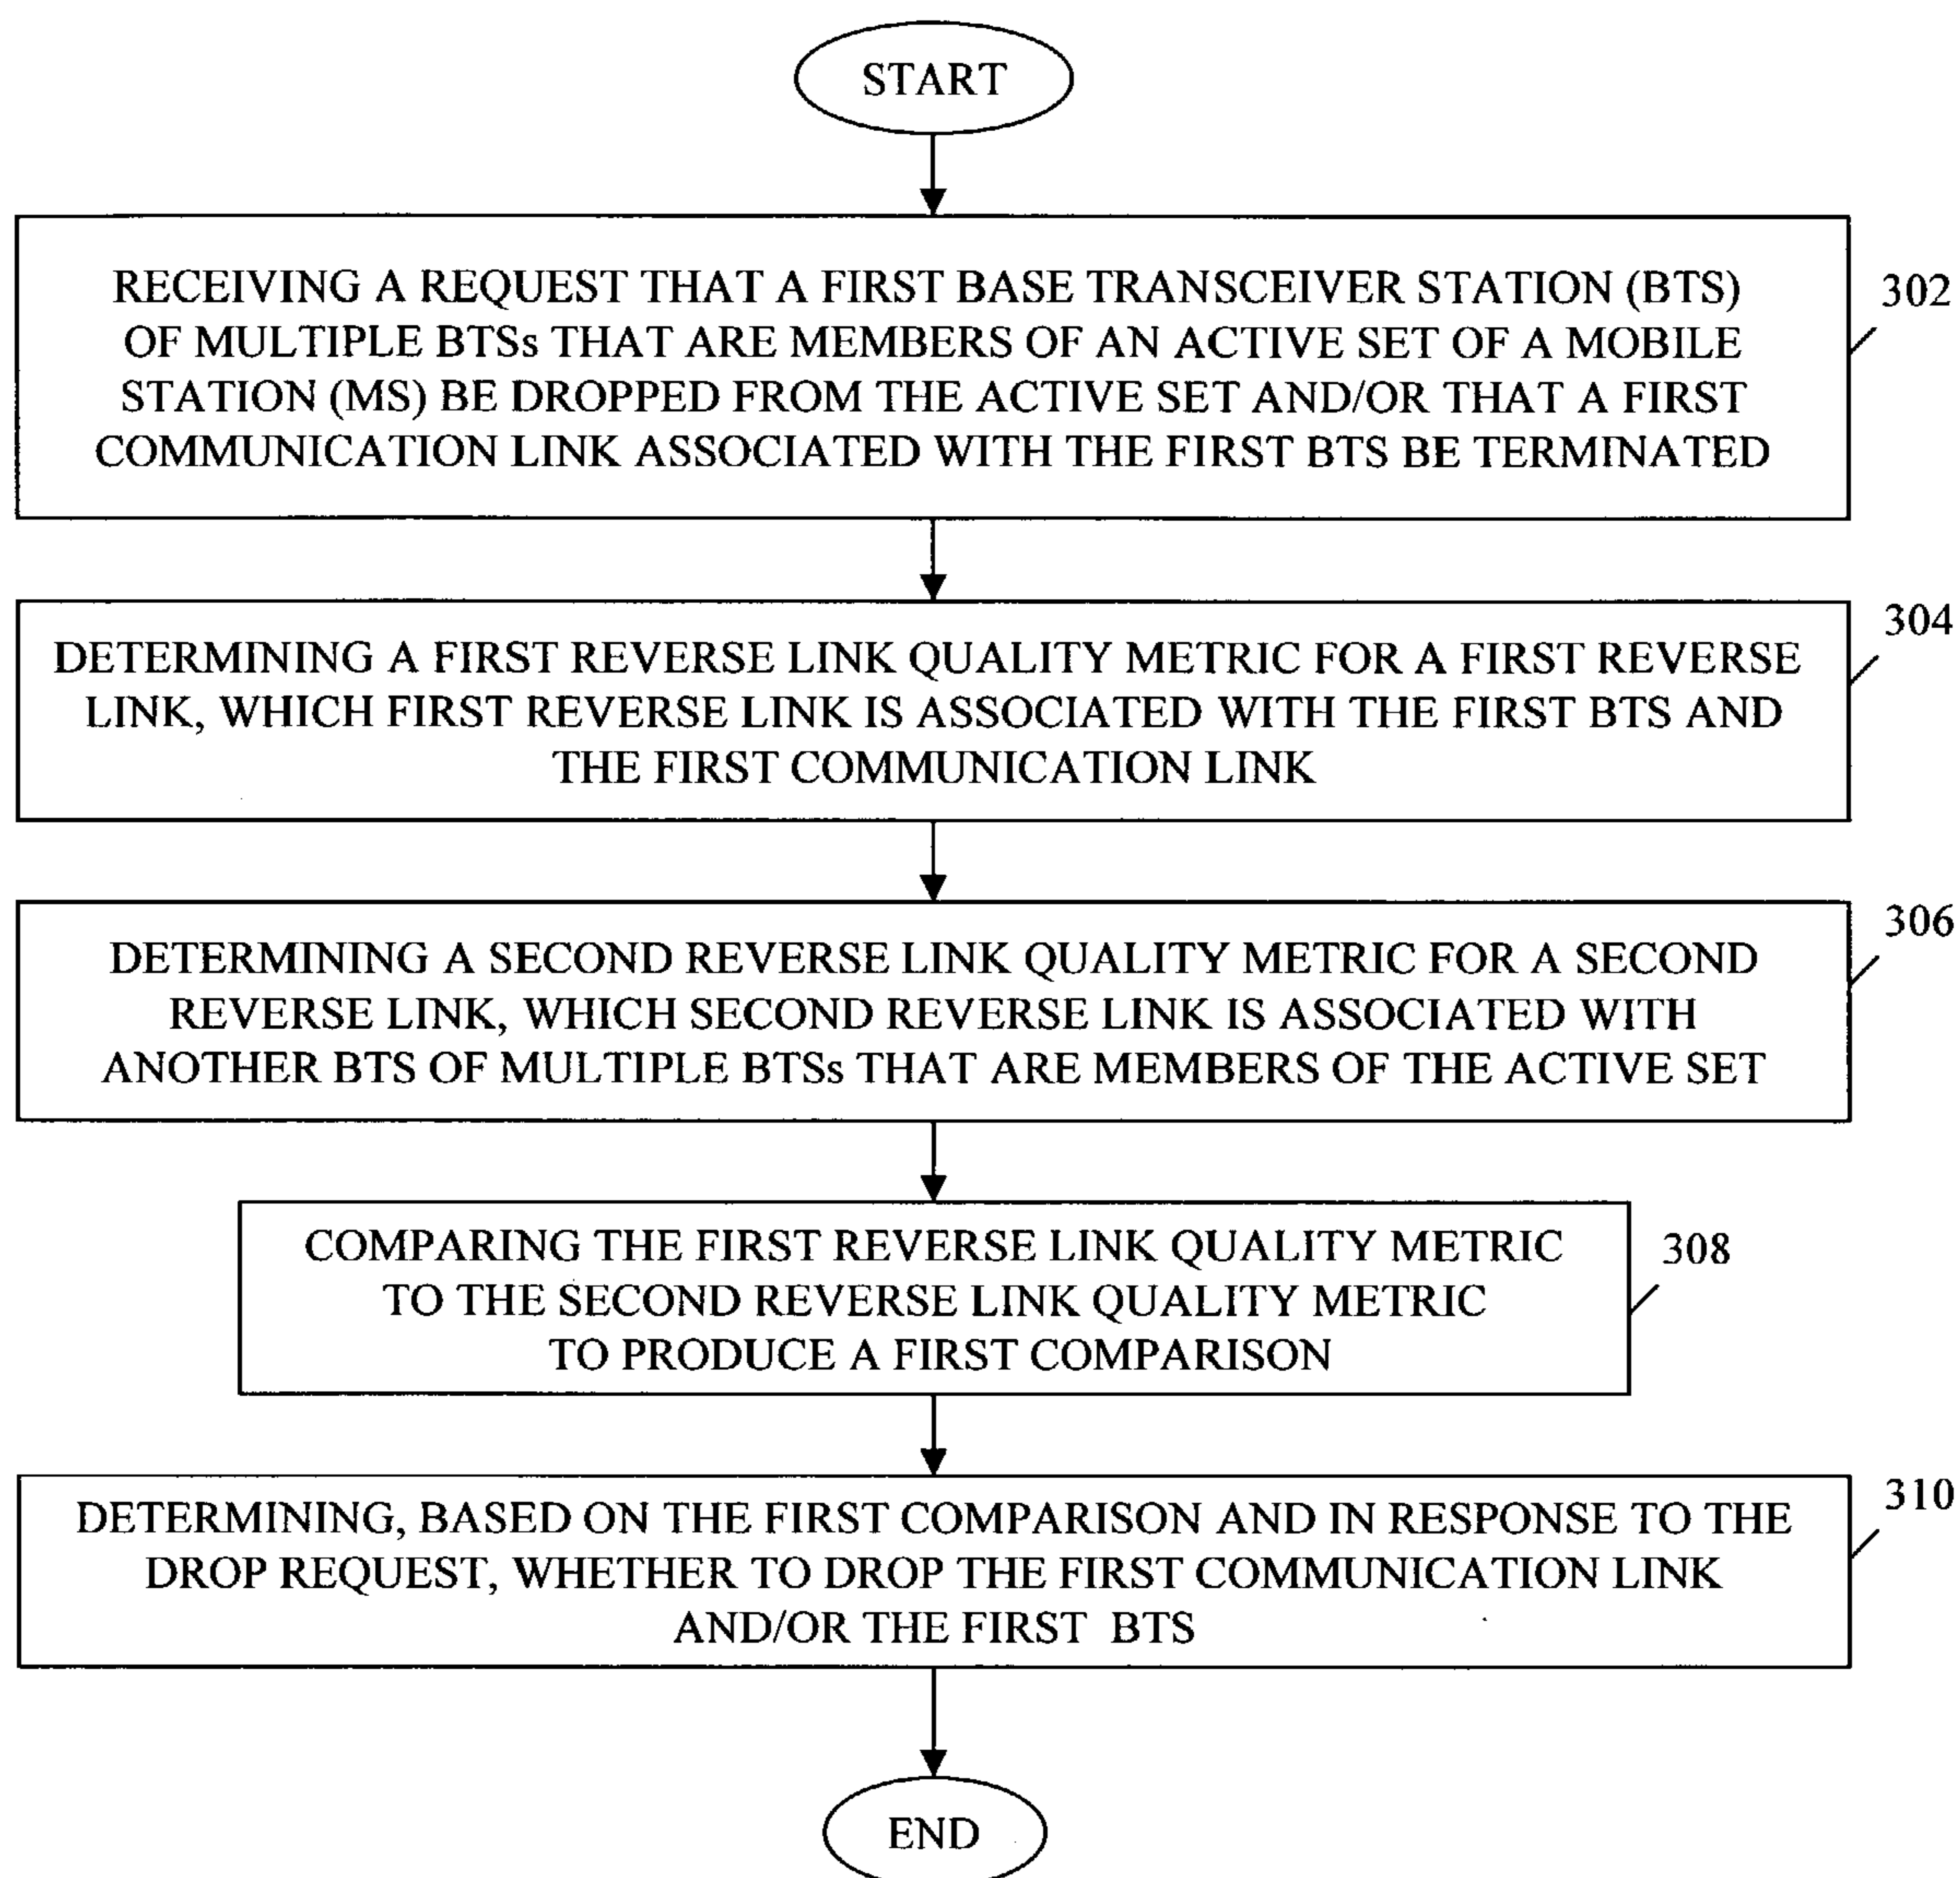 START
RECEIVING A REQUEST THAT A FIRST BASE TRANSCEIVER STATION (BTS)
OF MULTIPLE BTSs THAT ARE MEMBERS OF AN ACTIVE SET OF A MOBILE
STATION (MS) BE DROPPED FROM THE ACTIVE SET AND/OR THAT A FIRST
COMMUNICATION LINK ASSOCIATED WITH THE FIRST BTS BE TERMINATED
302
DETERMINING A FIRST REVERSE LINK QUALITY METRIC FOR A FIRST REVERSE
LINK, WHICH FIRST REVERSE LINK IS ASSOCIATED WITH THE FIRST BTS AND
THE FIRST COMMUNICATION LINK
304
DETERMINING A SECOND REVERSE LINK QUALITY METRIC FOR A SECOND
REVERSE LINK, WHICH SECOND REVERSE LINK IS ASSOCIATED WITH
ANOTHER BTS OF MULTIPLE BTSs THAT ARE MEMBERS OF THE ACTIVE SET
306
COMPARING THE FIRST REVERSE LINK QUALITY METRIC
TO THE SECOND REVERSE LINK QUALITY METRIC
TO PRODUCE A FIRST COMPARISON
308
DETERMINING, BASED ON THE FIRST COMPARISON AND IN RESPONSE TO THE
DROP REQUEST, WHETHER TO DROP THE FIRST COMMUNICATION LINK
AND/OR THE FIRST BTS
310
END